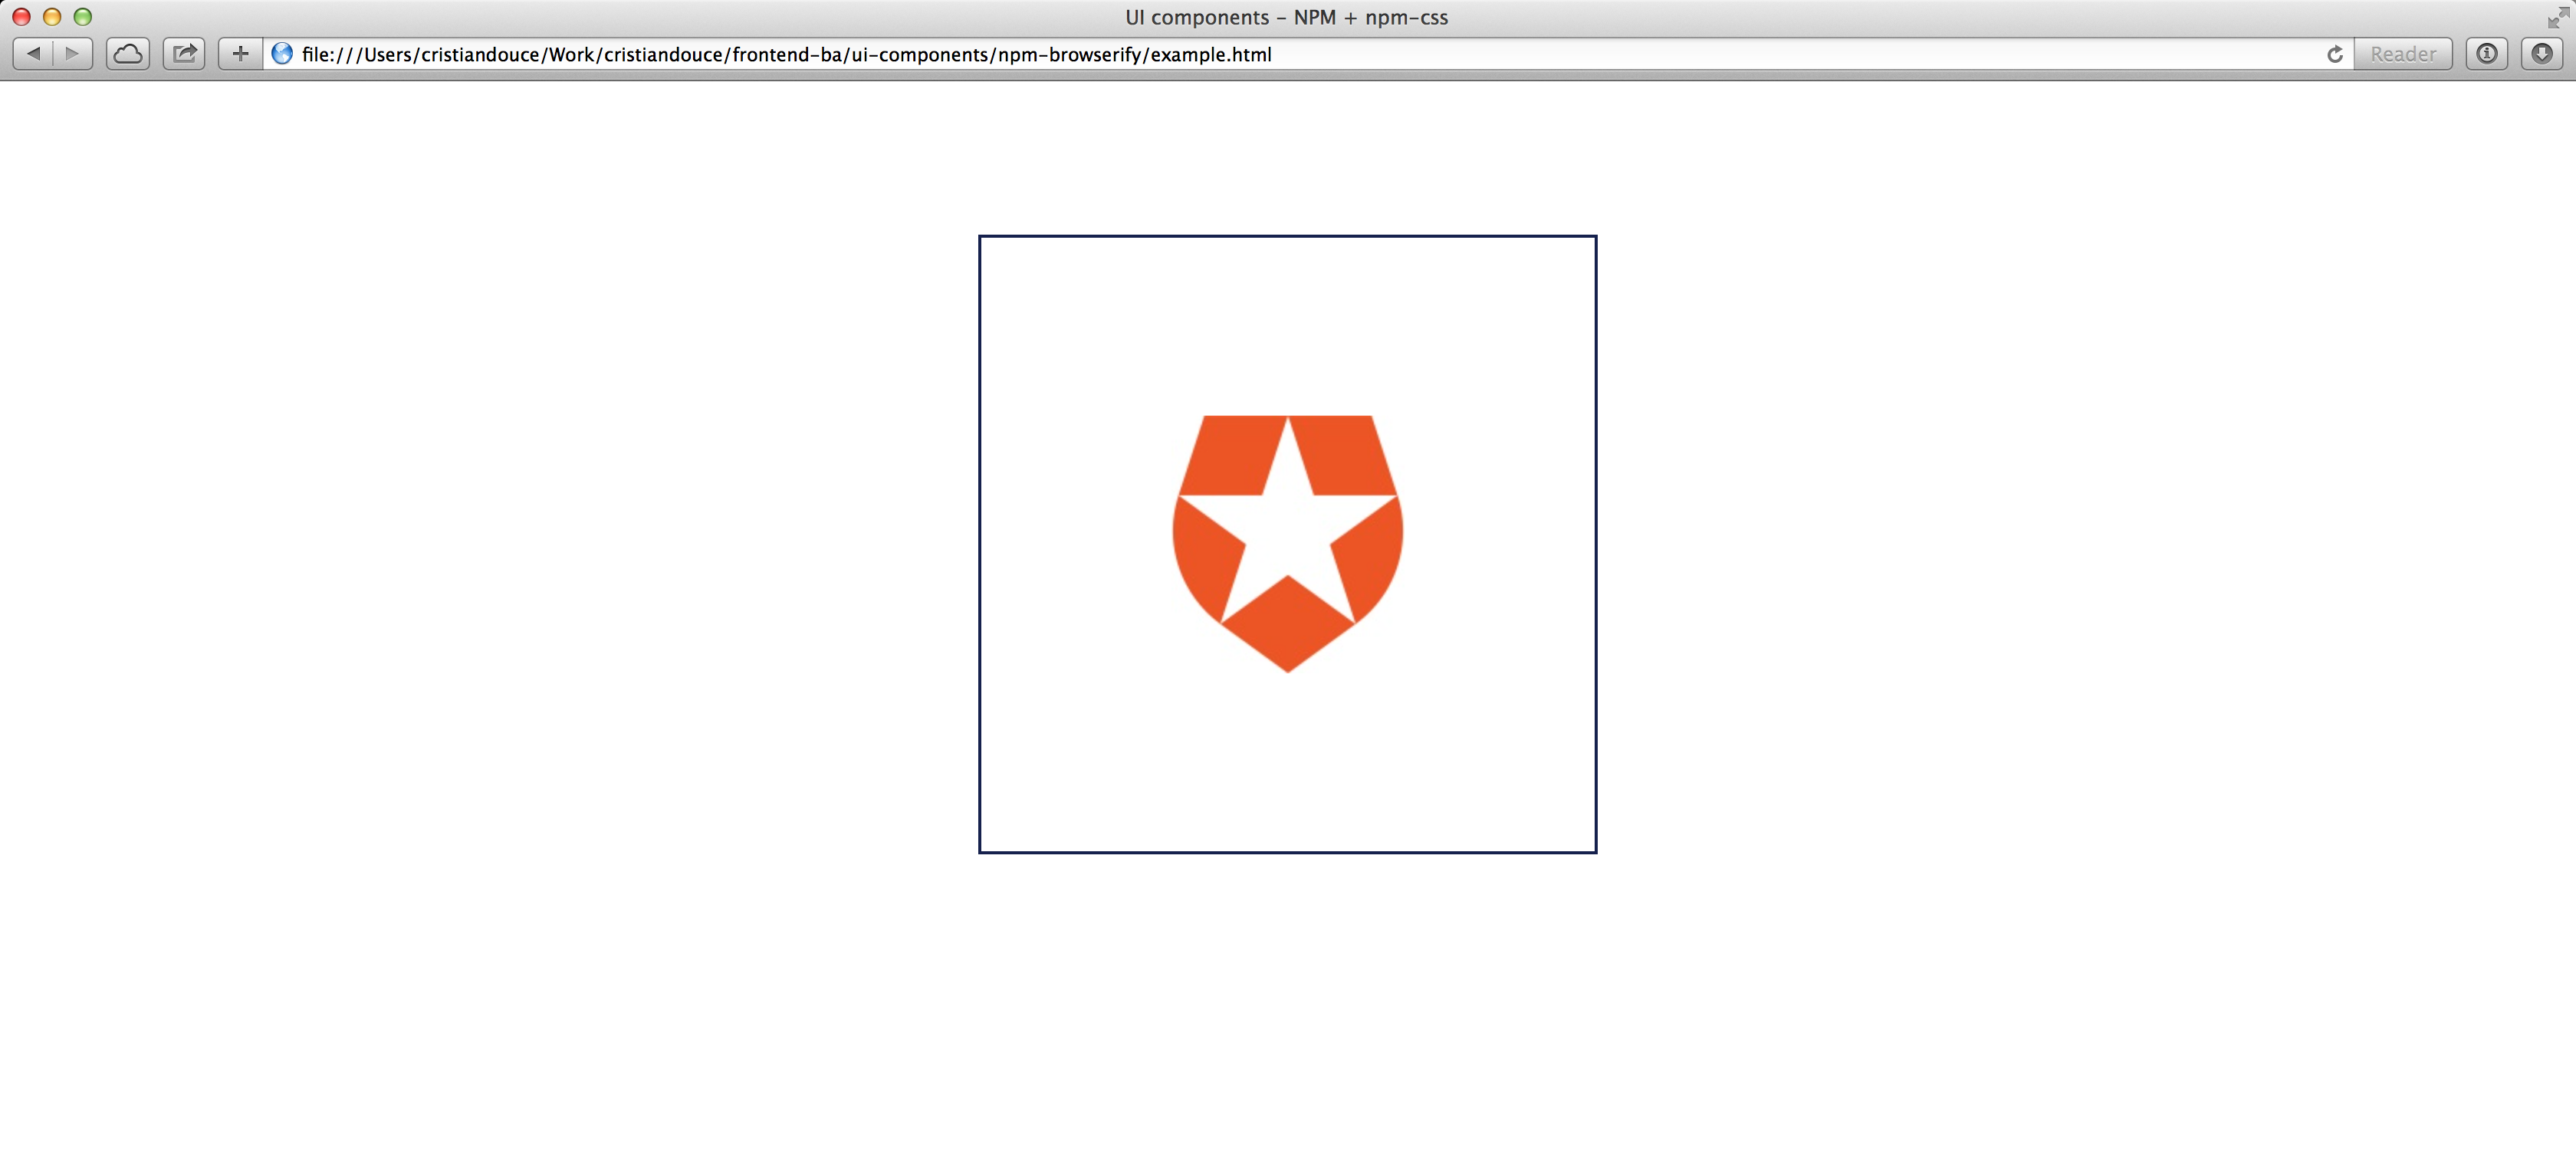 UI components – NPM + npm-css
file:///Users/cristiandouce/Work/cristiandouce/frontend-ba/ui-components/npm-browserify/example.html
Reader